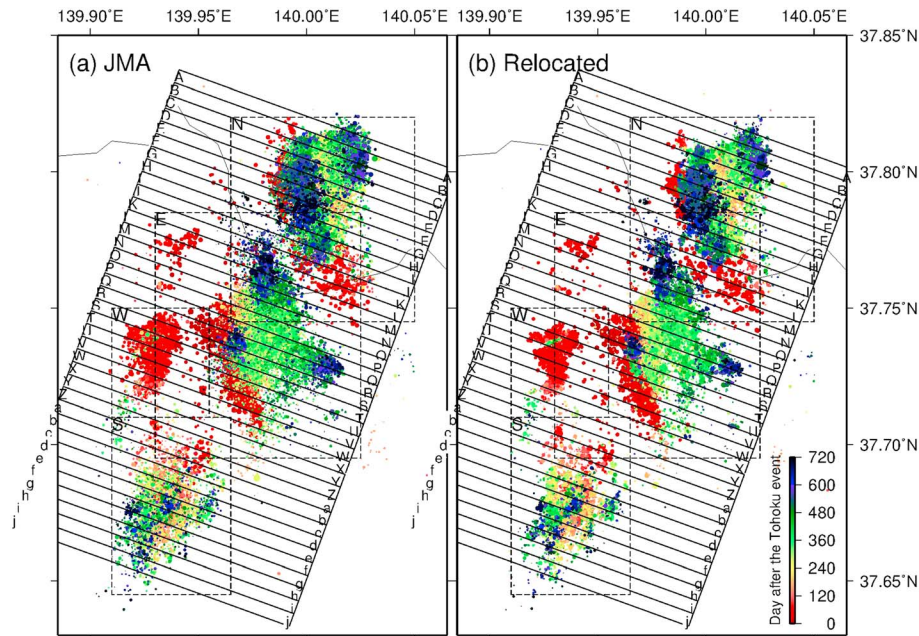 139.90° 139.95° 140.00° 140.05°
139.90° 139.95° 140.00° 140.05°
(a) JMA
(b) Relocated
37.85°N
37.80°N
37.75°N
37.70°N
37.65°N
N
E
W
S
N
E
W
S
A
B
C
D
E
F
G
H
I
J
K
L
M
N
O
P
Q
R
S
T
U
V
W
X
Y
Z
a
b
c
d
e
f
g
h
i
j
A
B
C
D
E
F
G
H
I
K
L
M
N
O
P
Q
R
S
T
U
V
W
X
Y
Z
a
b
c
d
e
f
g
h
i
j
Day after the Tohoku event
720
600
480
360
240
120
0